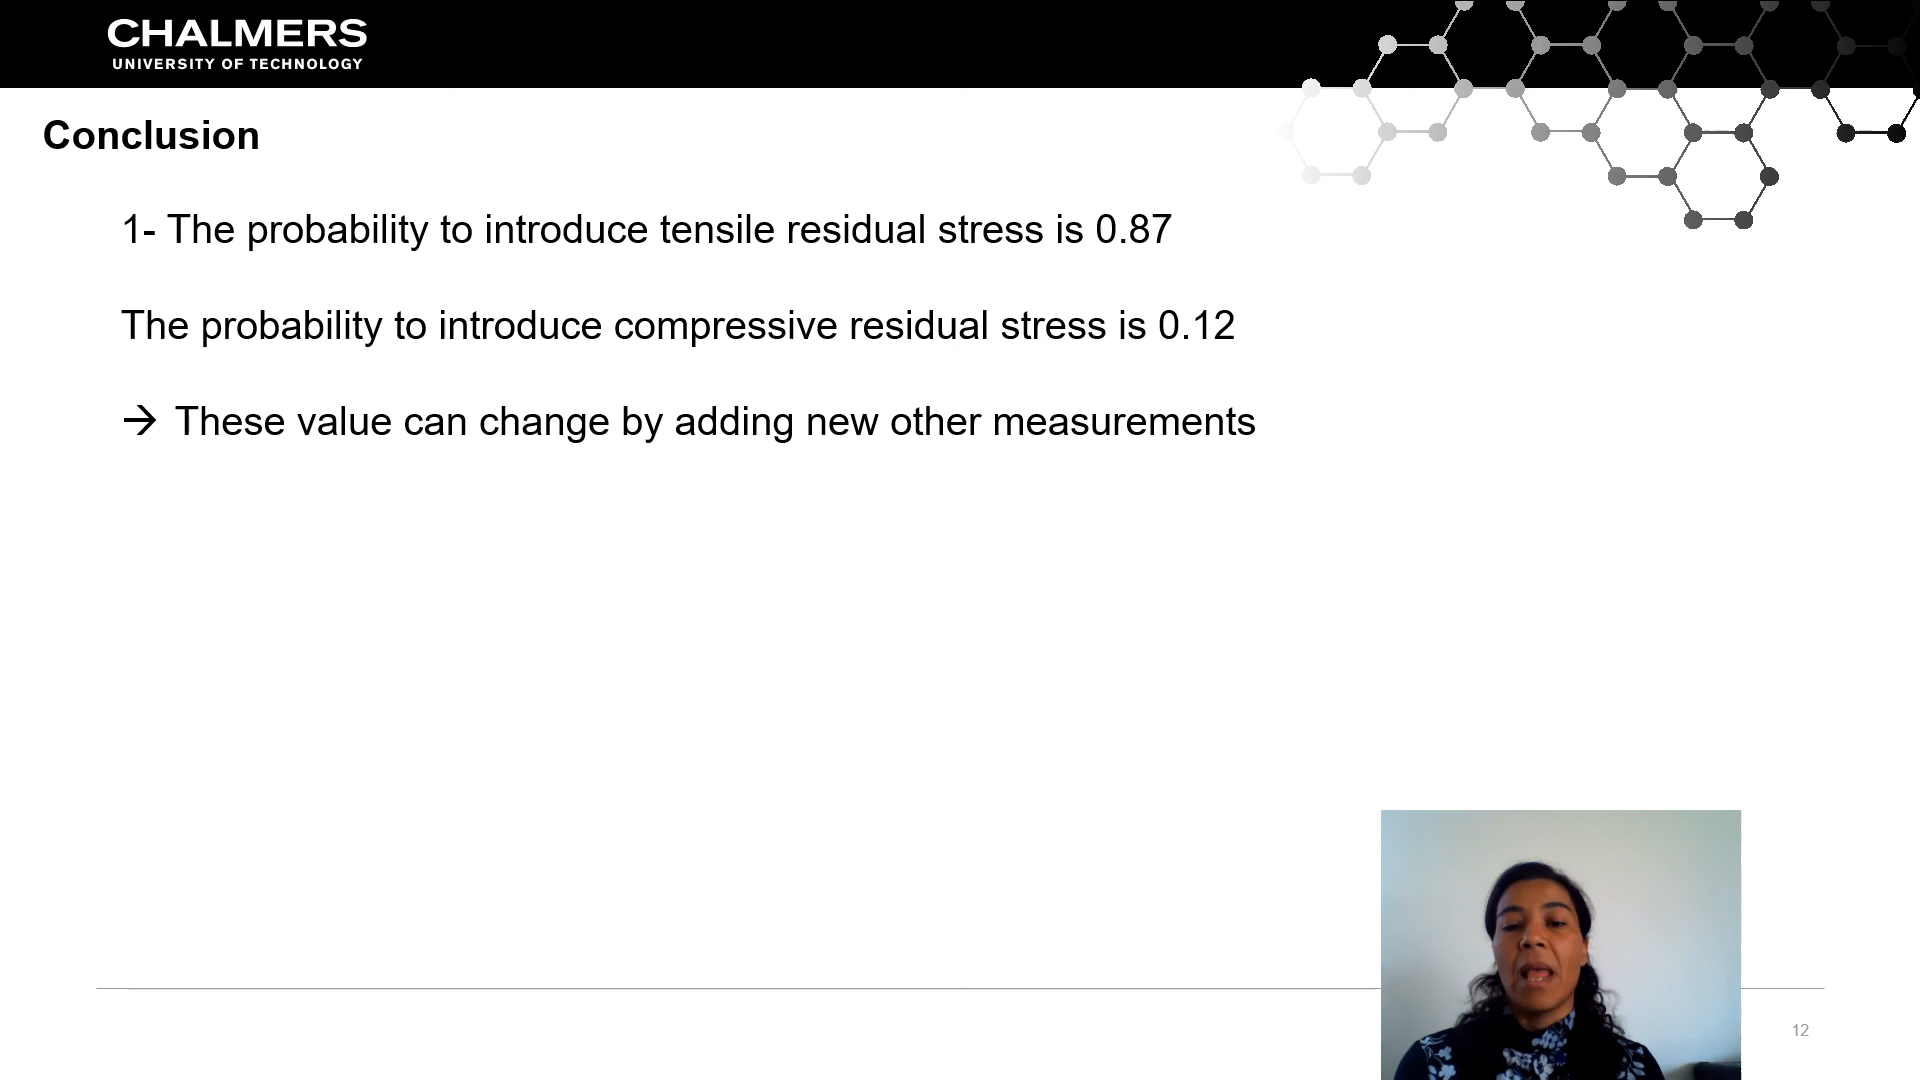 CHALMERS
UNIVERSITY OF TECHNOLOGY
Conclusion
1- The probability to introduce tensile residual stress is 0.87
The probability to introduce compressive residual stress is 0.12
→ These value can change by adding new other measurements
12